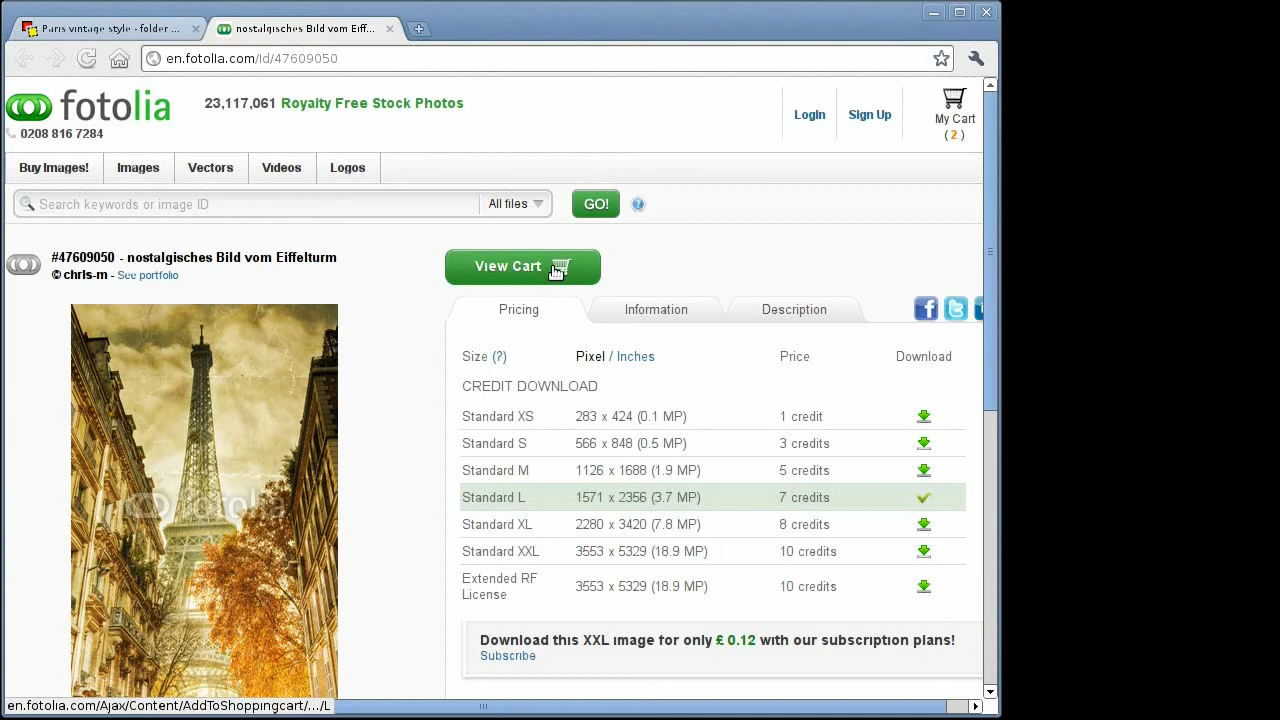 Paris vintage style - folder ...
nostalgisches Bild vom Eiff...
en.fotolia.com/Id/47609050
fotolia
23,117,061 Royalty Free Stock Photos
0208 816 7284
Login
Sign Up
My Cart
( 2 )
Buy Images!
Images
Vectors
Videos
Logos
Search keywords or image ID
All files
GO!
?
#47609050 - nostalgisches Bild vom Eiffelturm
© chris-m - See portfolio
View Cart
Pricing
Information
Description
Size (?)
Pixel / Inches
Price
Download
CREDIT DOWNLOAD
Standard XS 283 x 424 (0.1 MP) 1 credit
Standard S 566 x 848 (0.5 MP) 3 credits
Standard M 1126 x 1688 (1.9 MP) 5 credits
Standard L 1571 x 2356 (3.7 MP) 7 credits
Standard XL 2280 x 3420 (7.8 MP) 8 credits
Standard XXL 3553 x 5329 (18.9 MP) 10 credits
Extended RF
License 3553 x 5329 (18.9 MP) 10 credits
fotolia
Download this XXL image for only £ 0.12 with our subscription plans!
Subscribe
en.fotolia.com/Ajax/Content/AddToShoppingcart/.../L